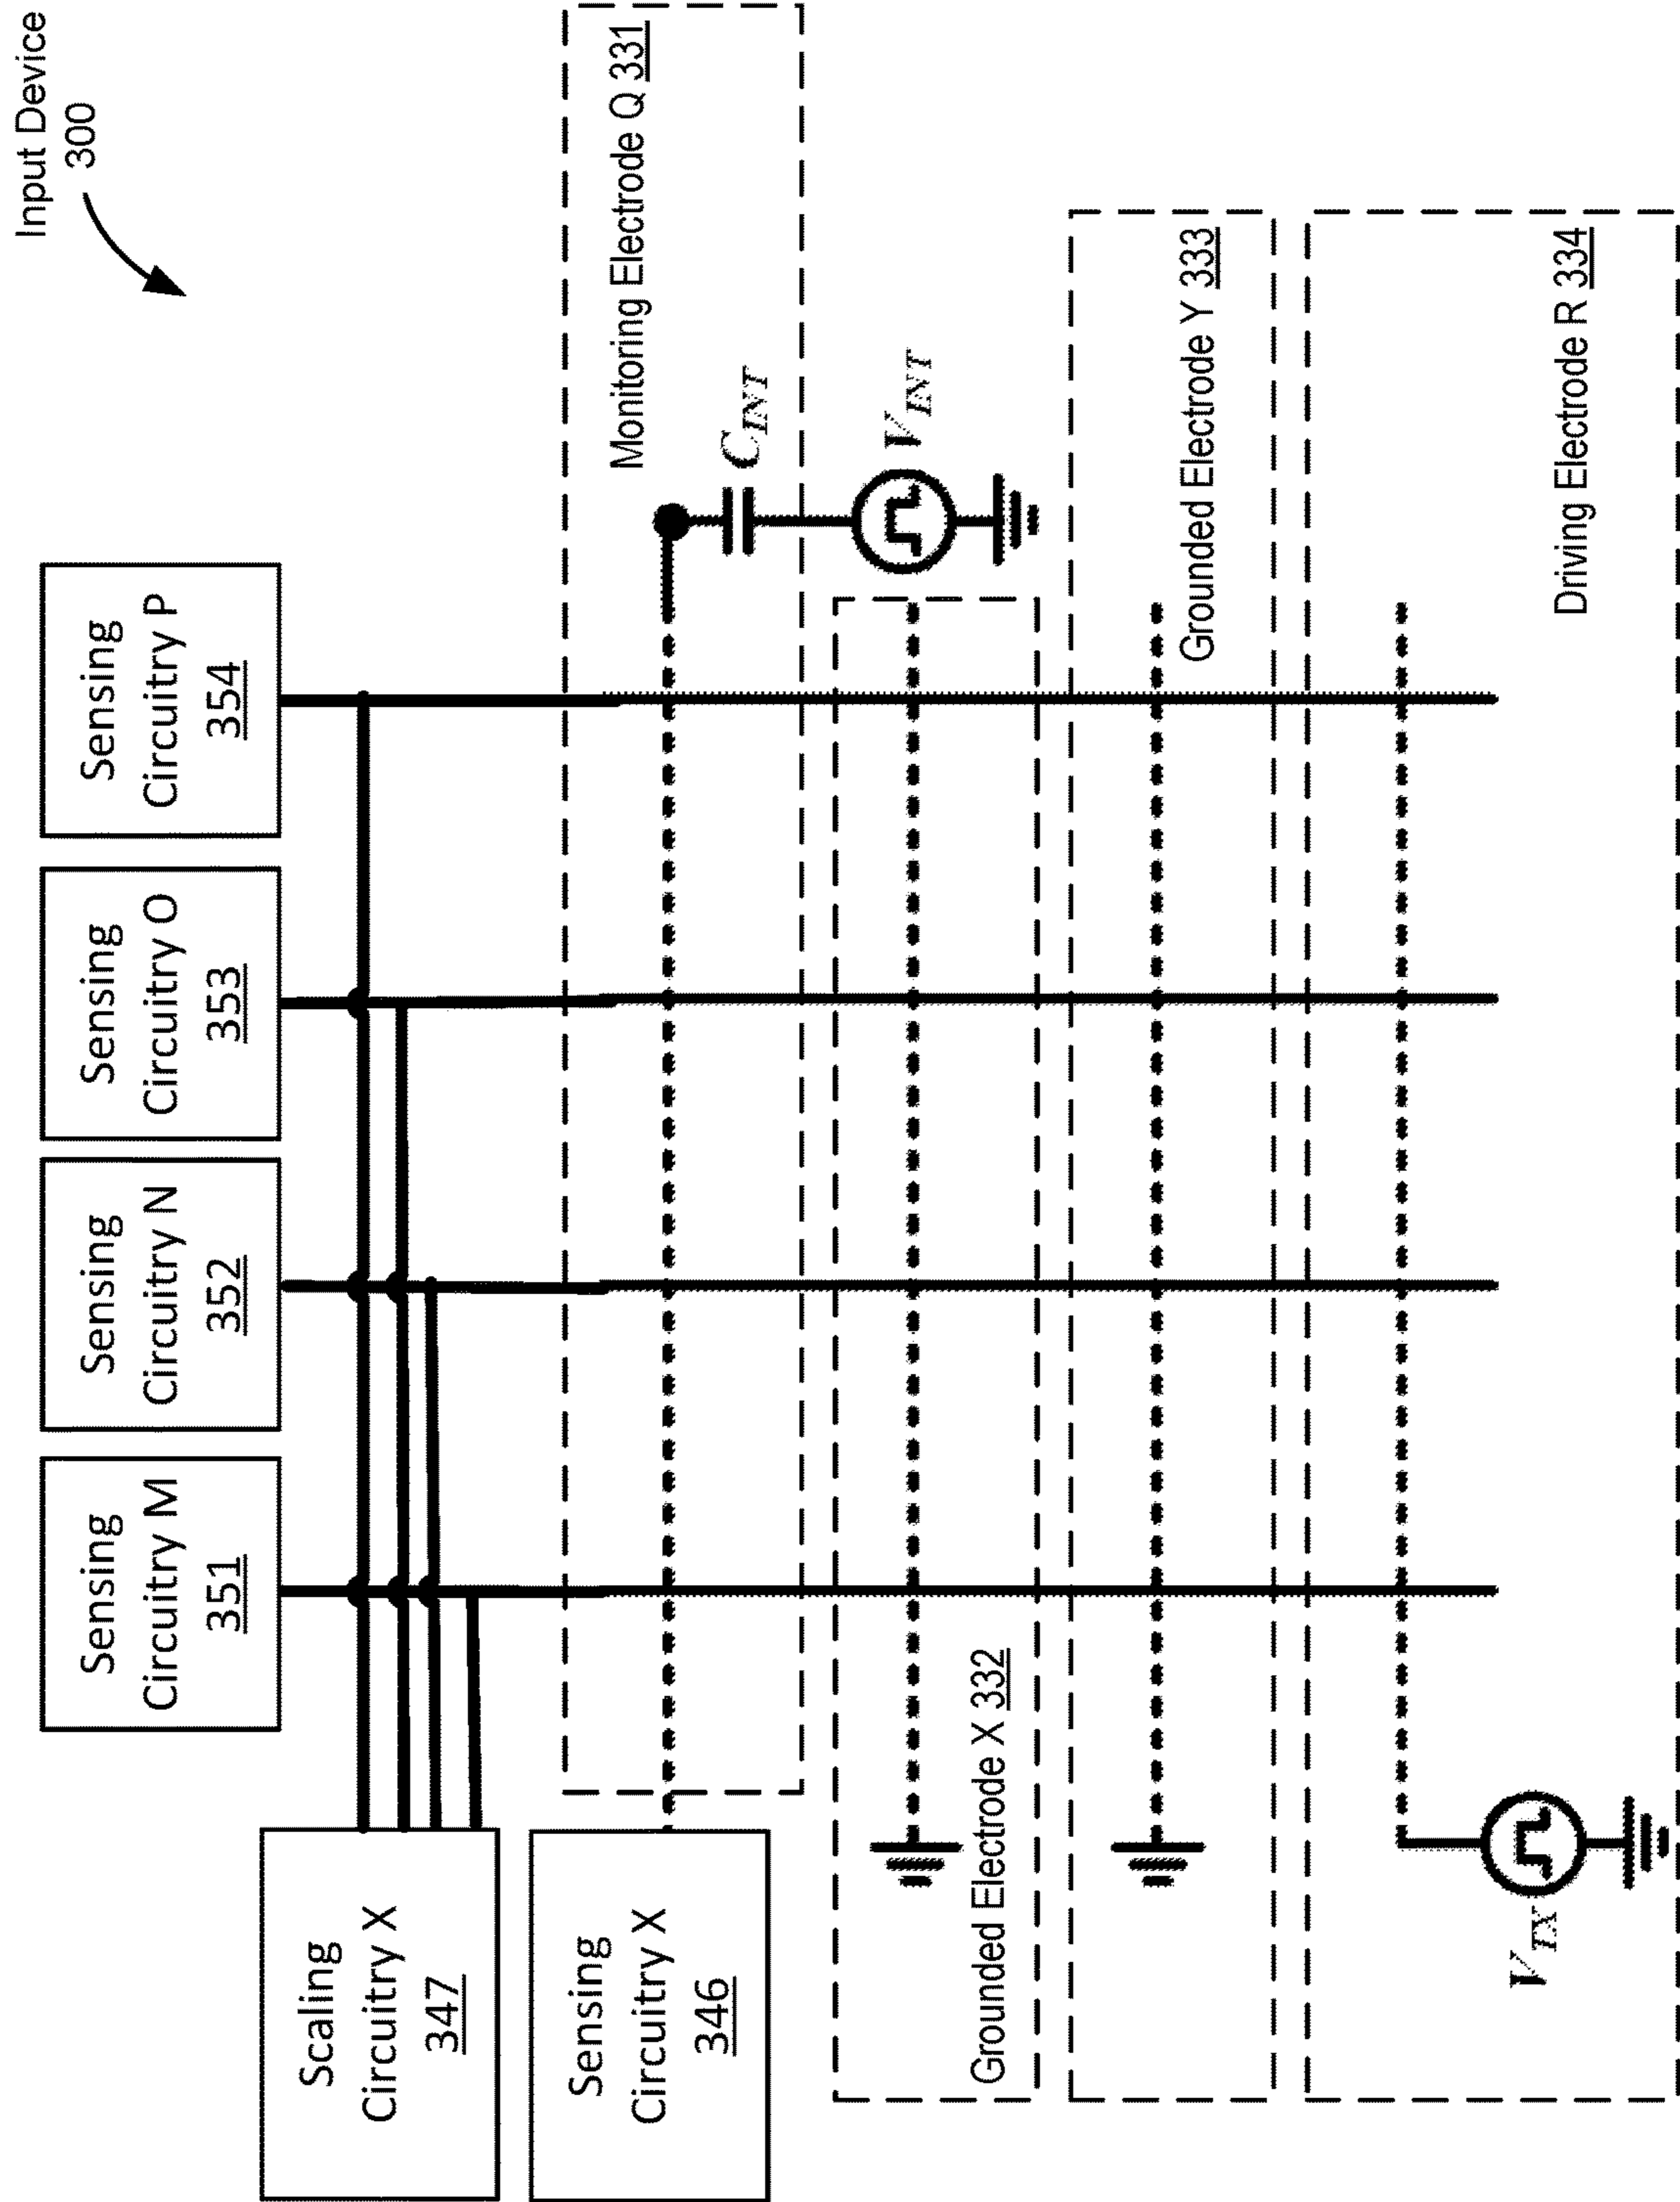 Input Device
300
Sensing
Circuitry M
351
Sensing
Circuitry N
352
Sensing
Circuitry O
353
Sensing
Circuitry P
354
Scaling
Circuitry X
347
Sensing
Circuitry X
346
Monitoring Electrode Q 331
C_INT
V_INT
Grounded Electrode X 332
Grounded Electrode Y 333
Driving Electrode R 334
V_TX